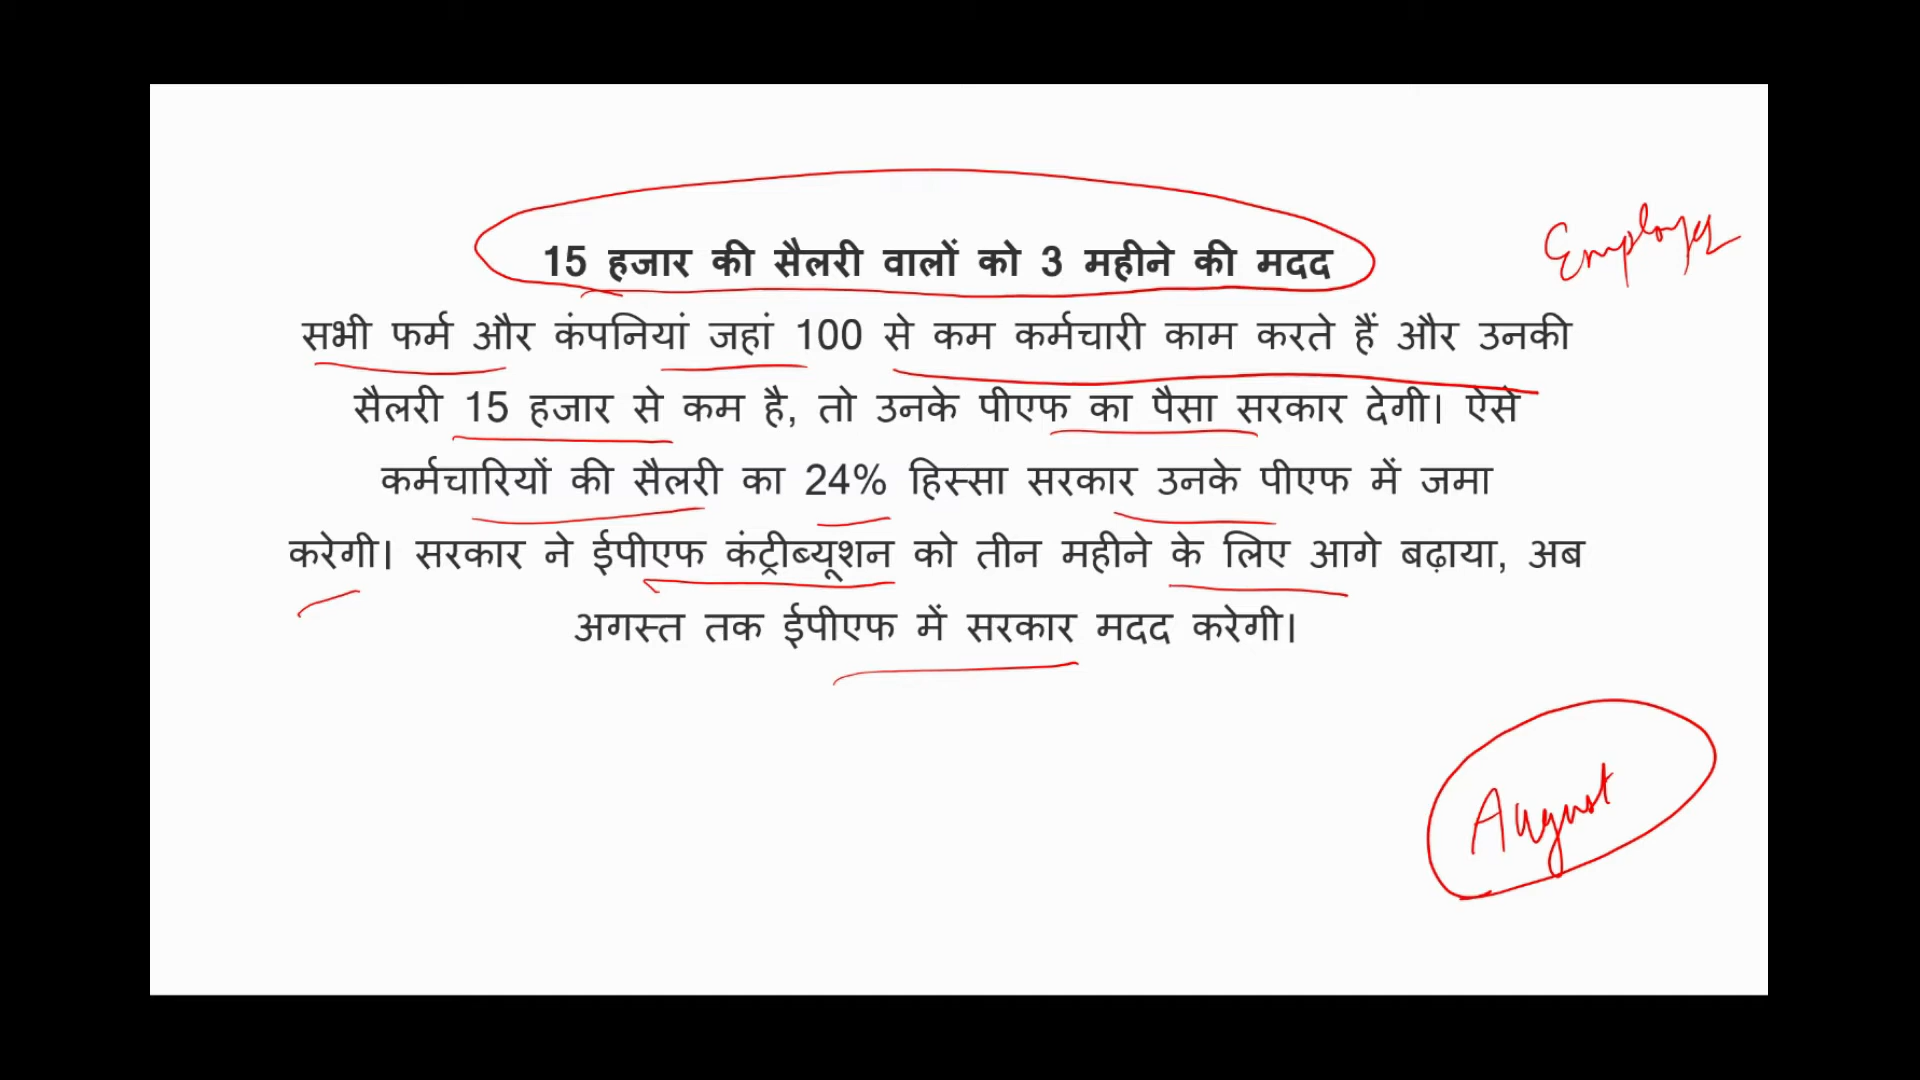 15 हजार की सैलरी वालों को 3 महीने की मदद
सभी फर्म और कंपनियां जहां 100 से कम कर्मचारी काम करते हैं और उनकी
सैलरी 15 हजार से कम है, तो उनके पीएफ का पैसा सरकार देगी। ऐसे
कर्मचारियों की सैलरी का 24% हिस्सा सरकार उनके पीएफ में जमा
करेगी। सरकार ने ईपीएफ कंट्रीब्यूशन को तीन महीने के लिए आगे बढ़ाया, अब
अगस्त तक ईपीएफ में सरकार मदद करेगी।
August